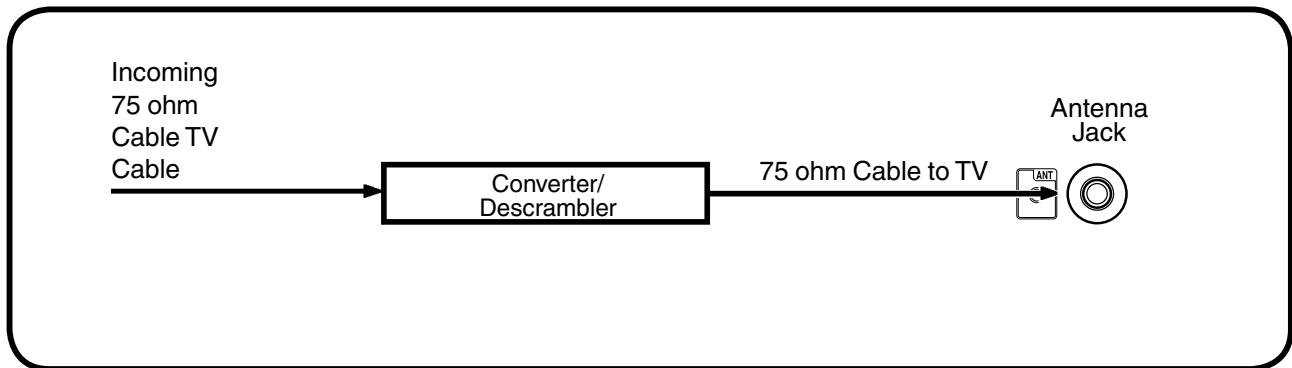 Incoming
75 ohm
Cable TV
Cable
Converter/
Descrambler
75 ohm Cable to TV
ANT
Antenna
Jack